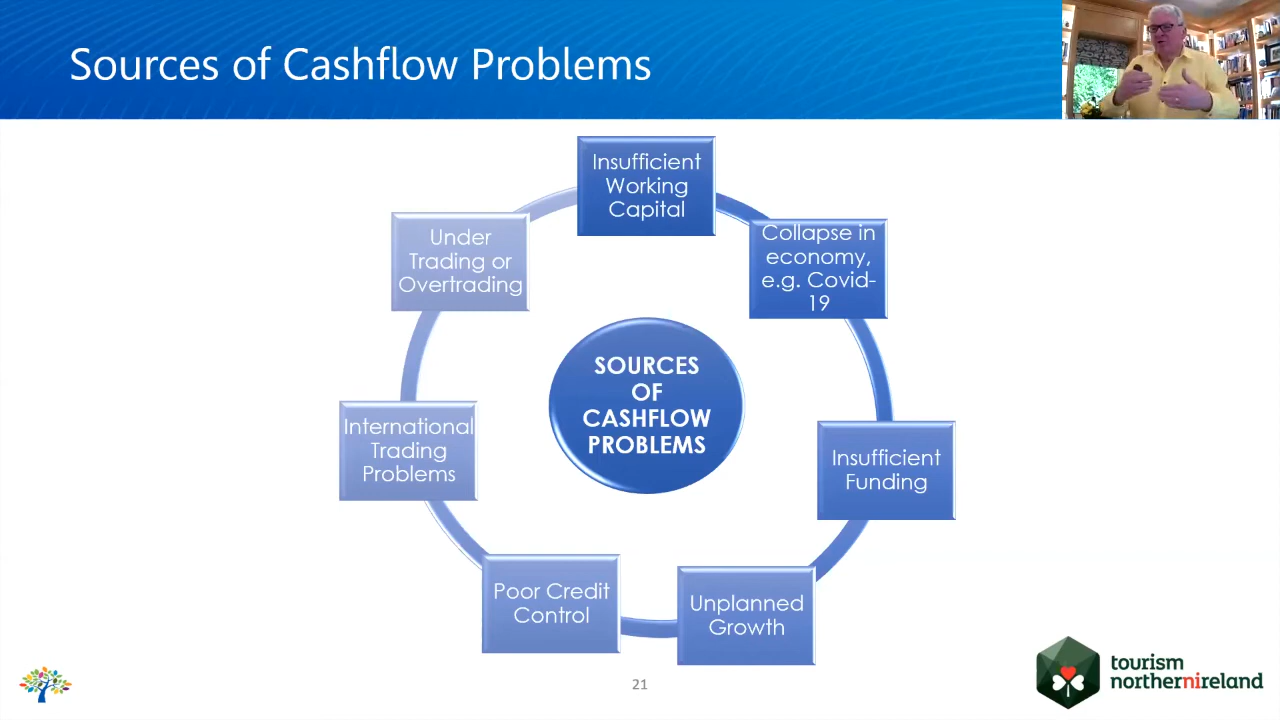 Sources of Cashflow Problems
Insufficient
Working
Capital
Collapse in
economy,
e.g. Covid-
19
Insufficient
Funding
Unplanned
Growth
Poor Credit
Control
International
Trading
Problems
Under
Trading or
Overtrading
SOURCES
OF
CASHFLOW
PROBLEMS
21
tourism
northernireland